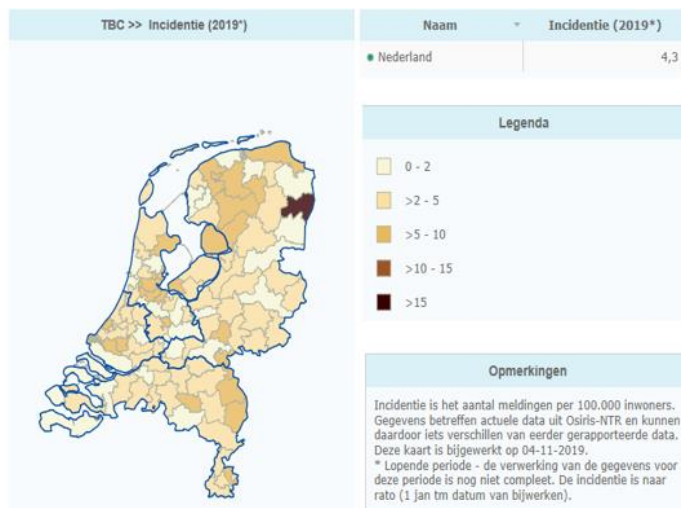 TBC >> Incidentie (2019*)
Naam
Incidentie (2019*)
Nederland
4,3
Legenda
0 - 2
>2 - 5
>5 - 10
>10 - 15
>15
Opmerkingen
Incidentie is het aantal meldingen per 100.000 inwoners.
Gegevens betreffen actuele data uit Osiris-NTR en kunnen
daardoor iets verschillen van eerder gerapporteerde data.
Deze kaart is bijgewerkt op 04-11-2019.
* Lopende periode - de verwerking van de gegevens voor
deze periode is nog niet compleet. De incidentie is naar
rato (1 jan tm datum van bijwerken).